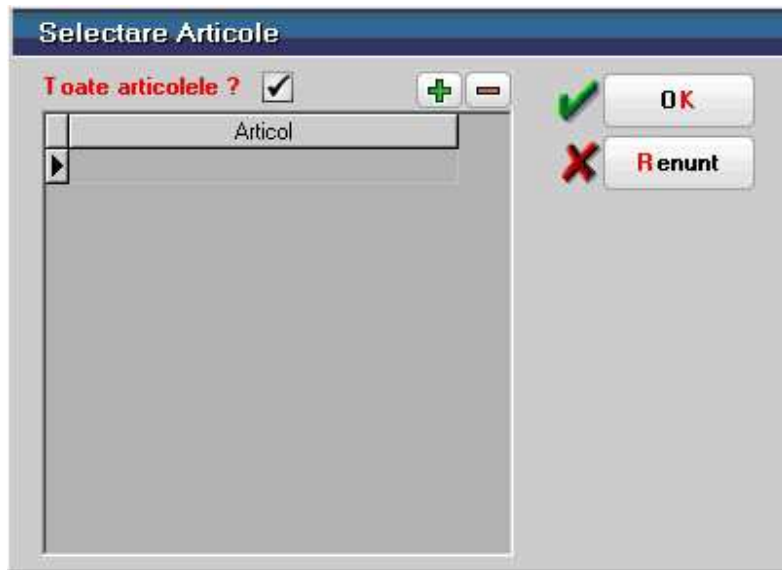 Selectare Articole
Toate articolele ?
OK
Articol
Renunt